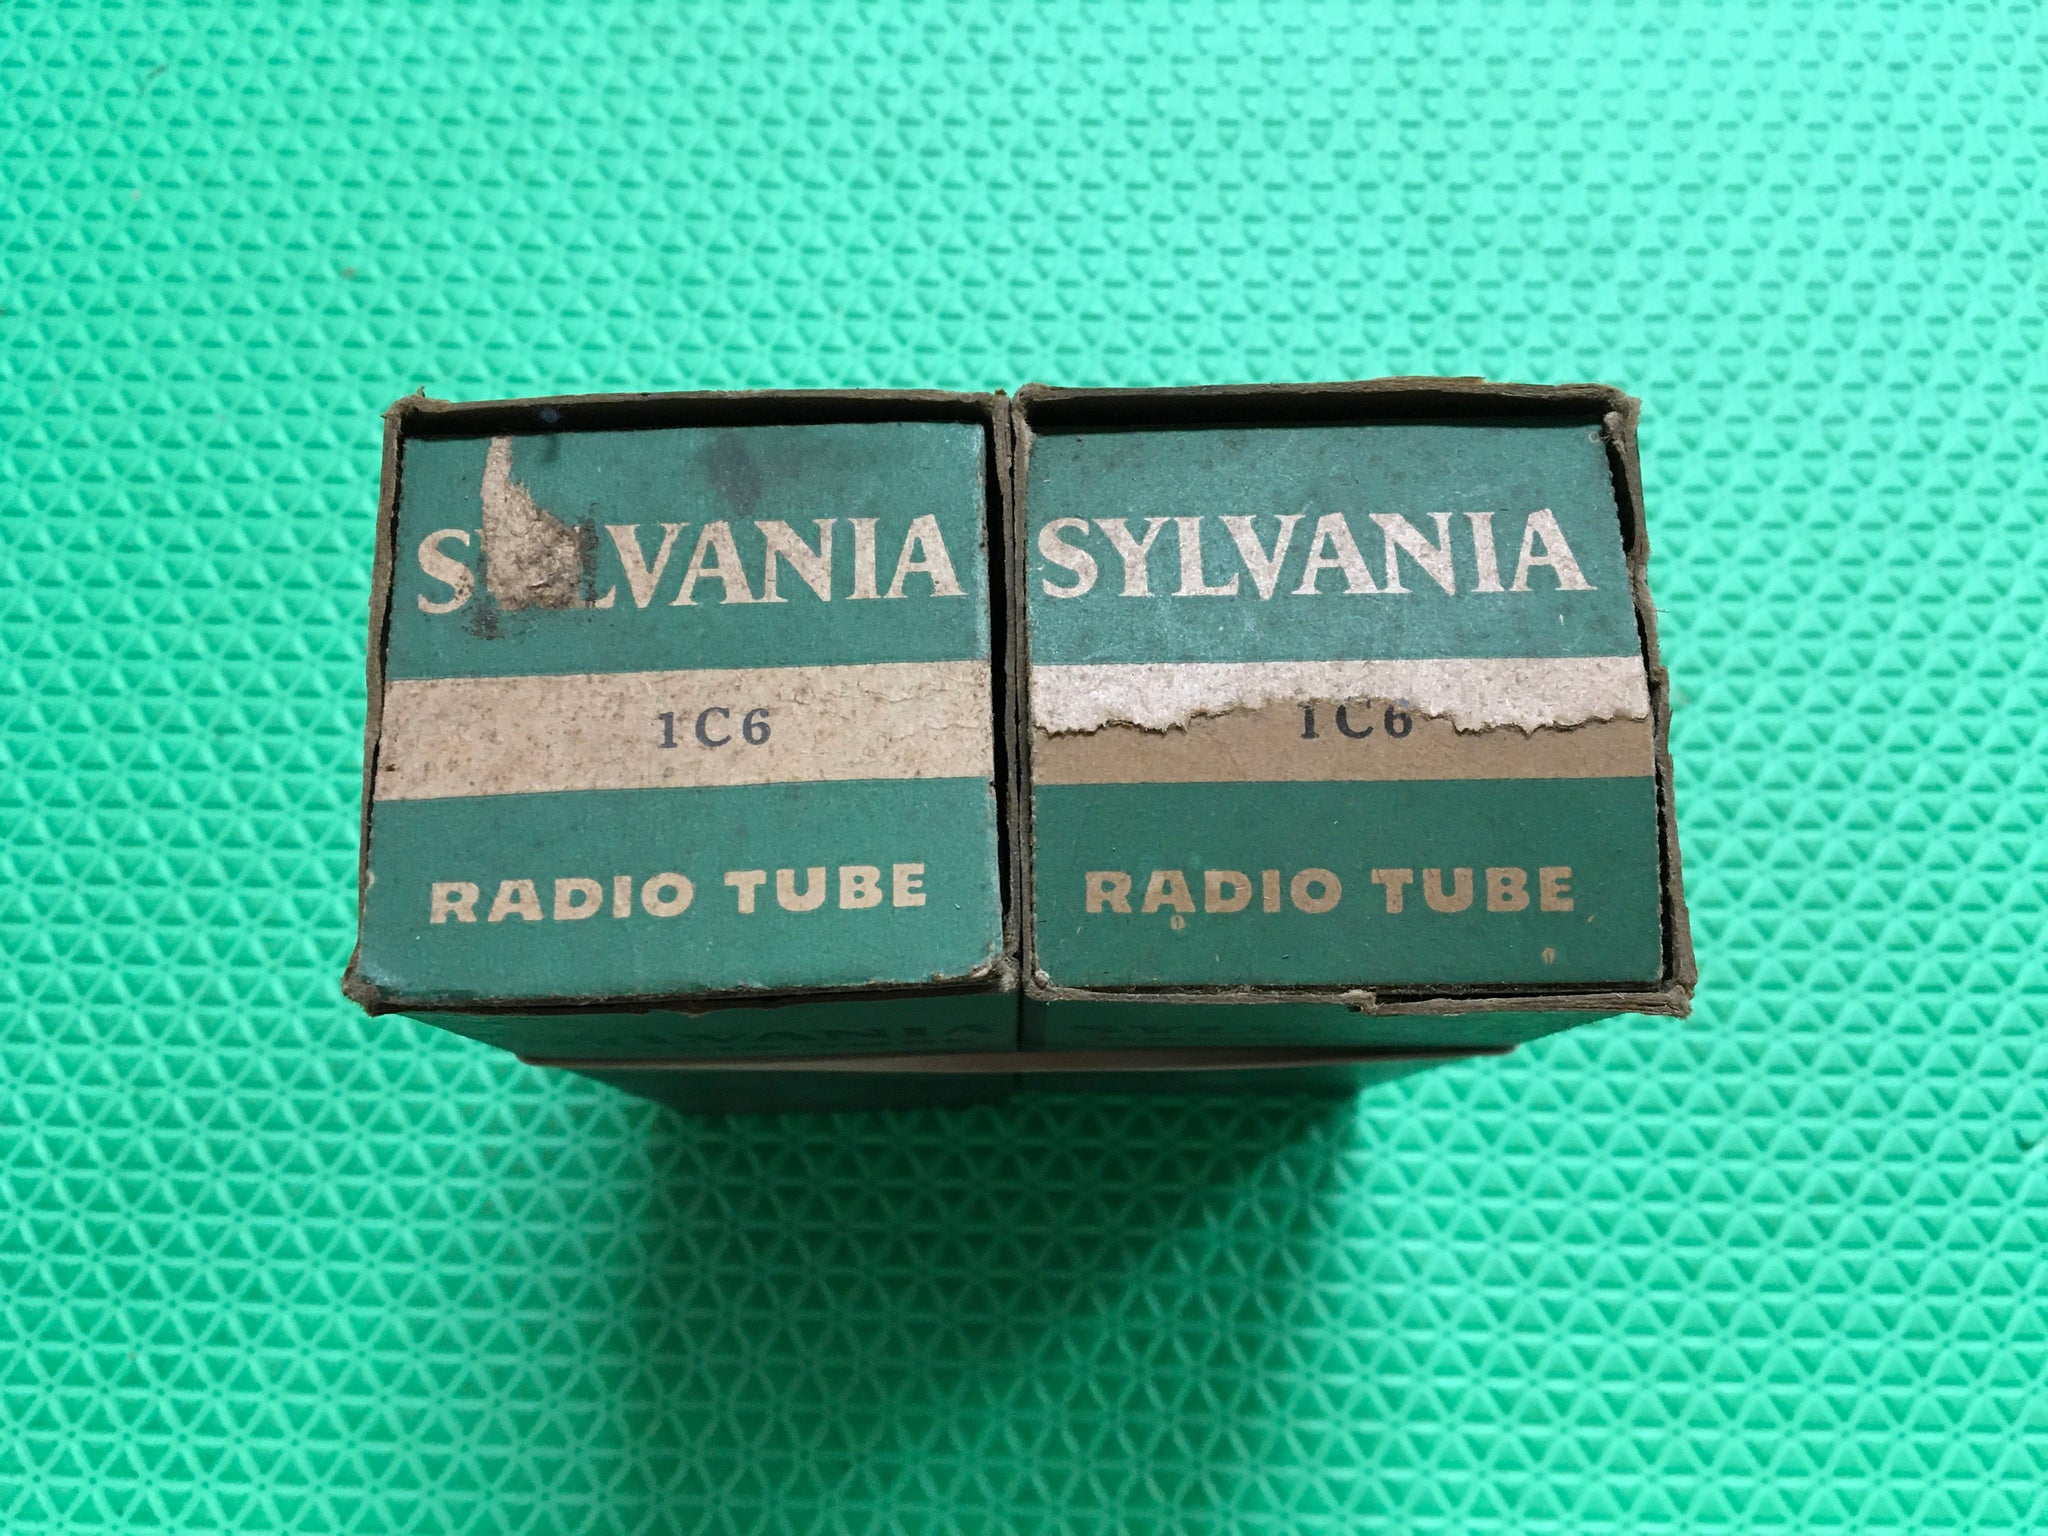 SYLVANIA
1C6
RADIO TUBE
SYLVANIA
1C6
RADIO TUBE